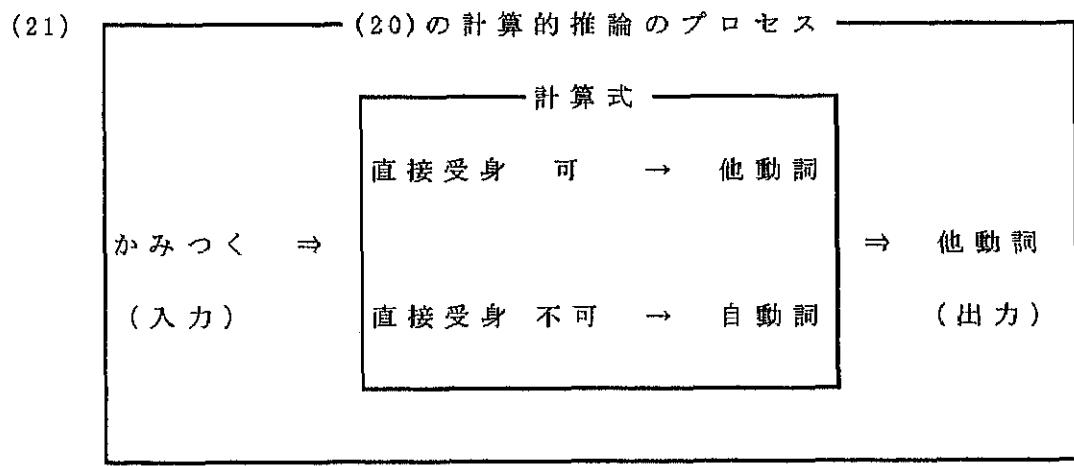 (21) (20)の計算的推論のプロセス
計算式
直接受身 可 → 他動詞
かみつく ⇒ ⇒ 他動詞
(入力) 直接受身 不可 → 自動詞 (出力)